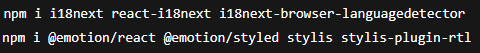 npm i i18next react-i18next i18next-browser-languagedetector
npm i @emotion/react @emotion/styled stylis stylis-plugin-rtl